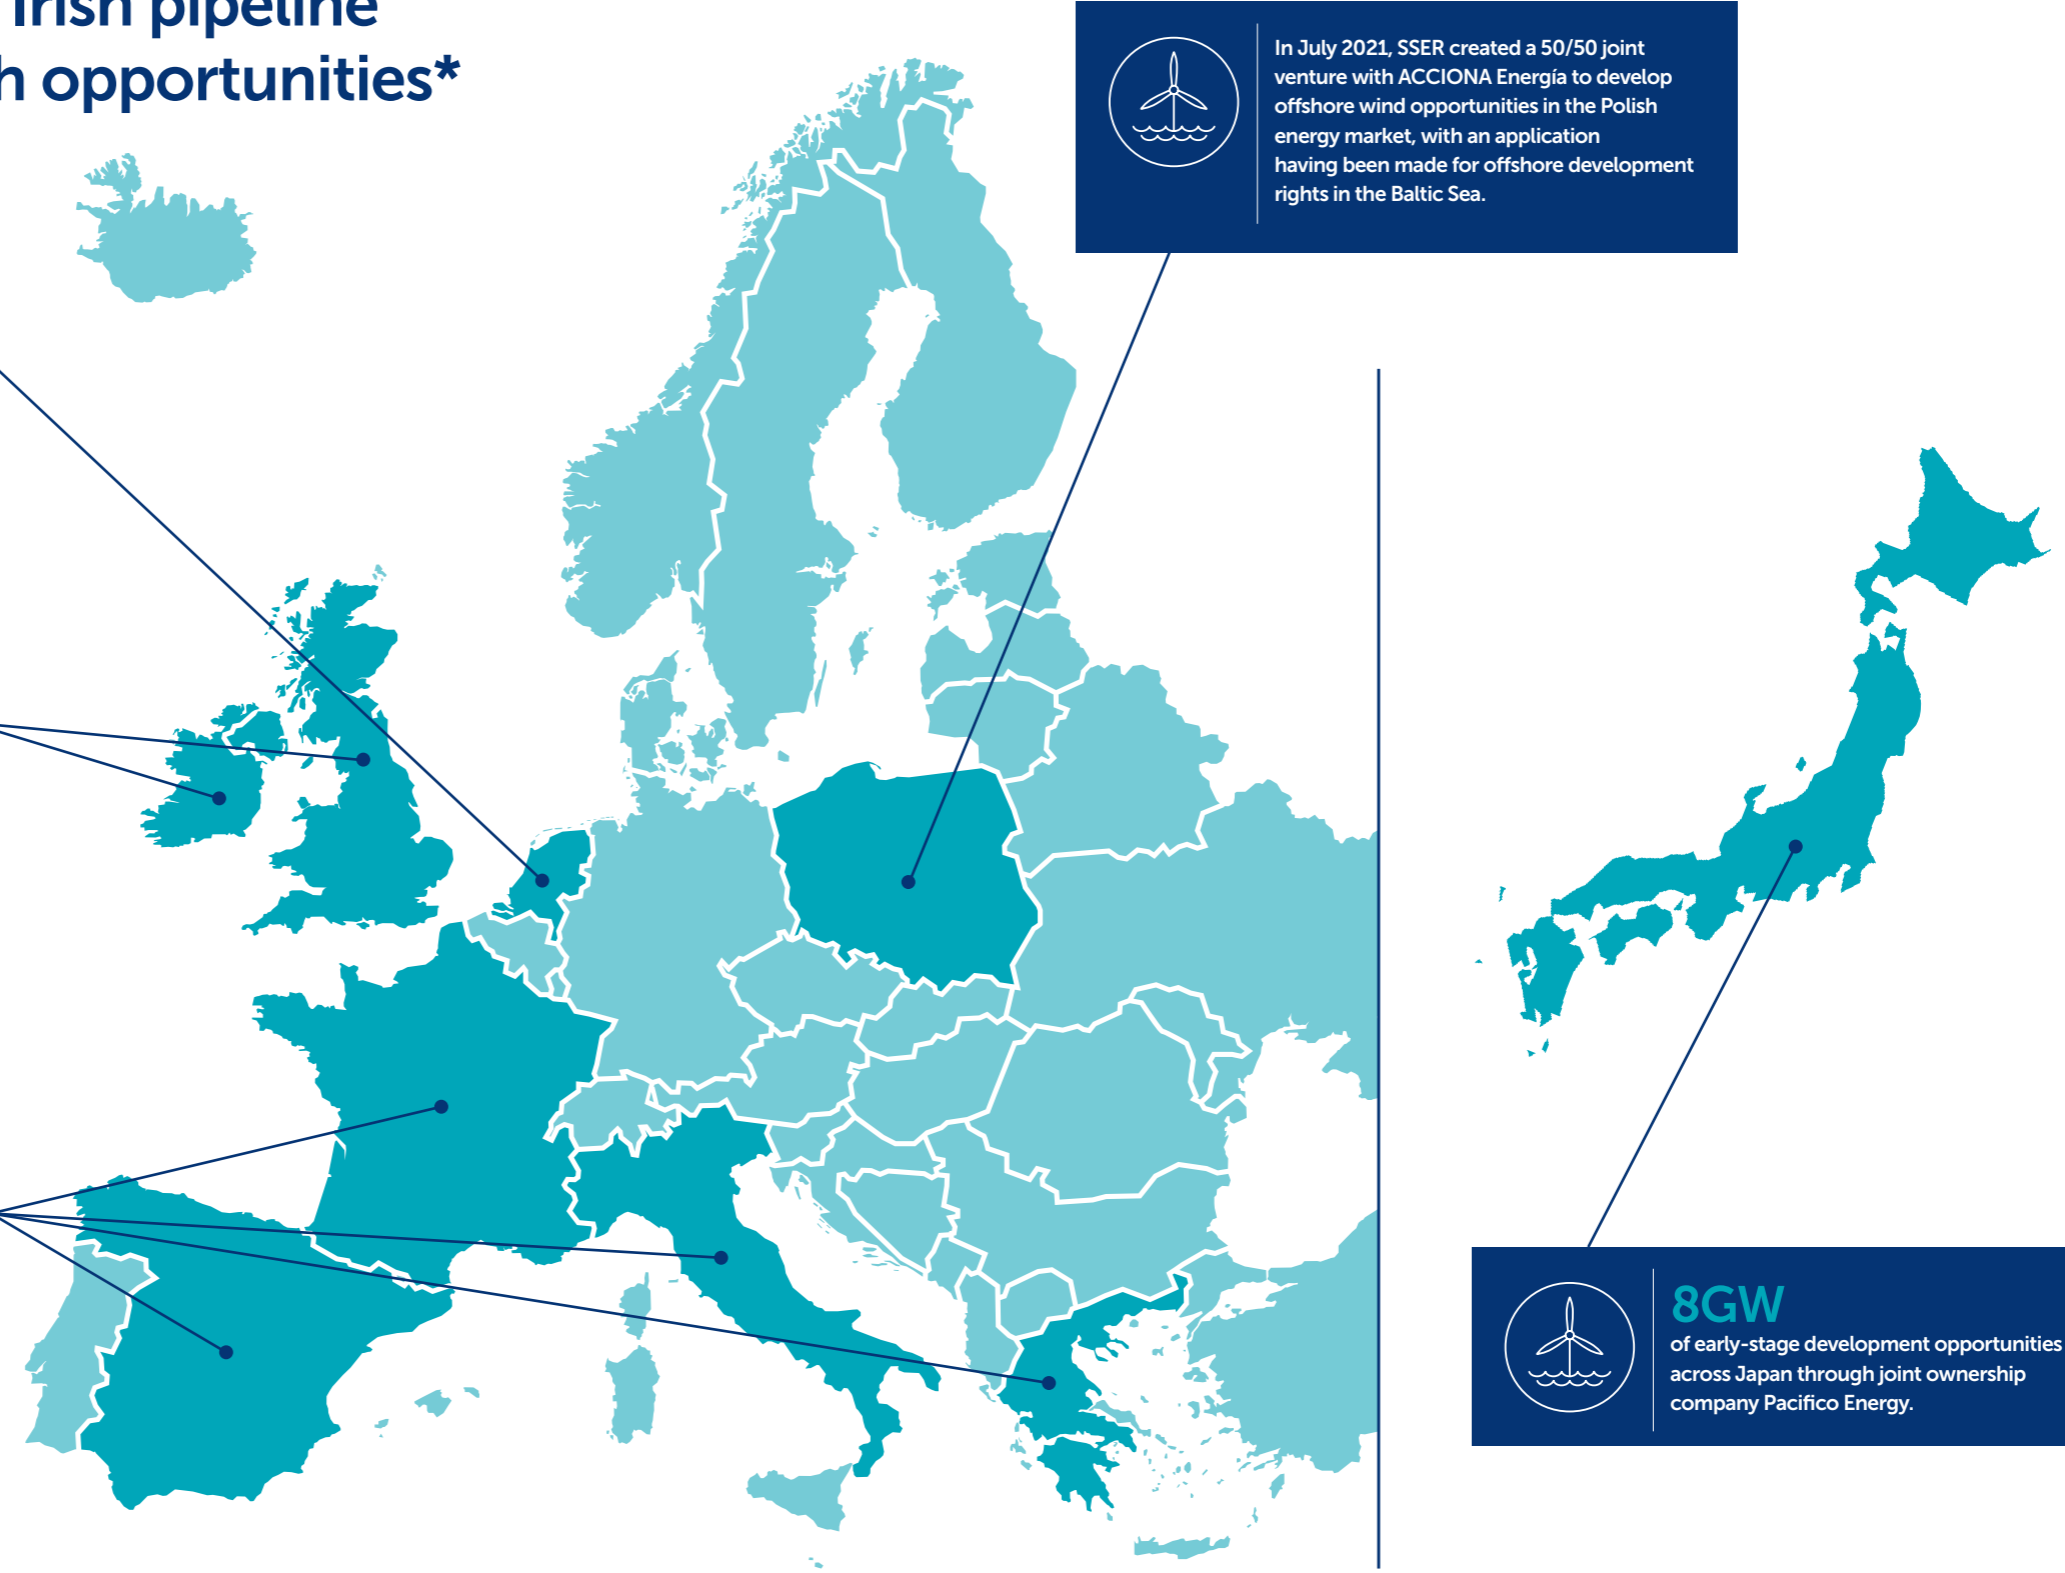 Irish pipeline
h opportunities*
In July 2021, SSER created a 50/50 joint
venture with ACCIONA Energía to develop
offshore wind opportunities in the Polish
energy market, with an application
having been made for offshore development
rights in the Baltic Sea.
8GW
of early-stage development opportunities
across Japan through joint ownership
company Pacifico Energy.